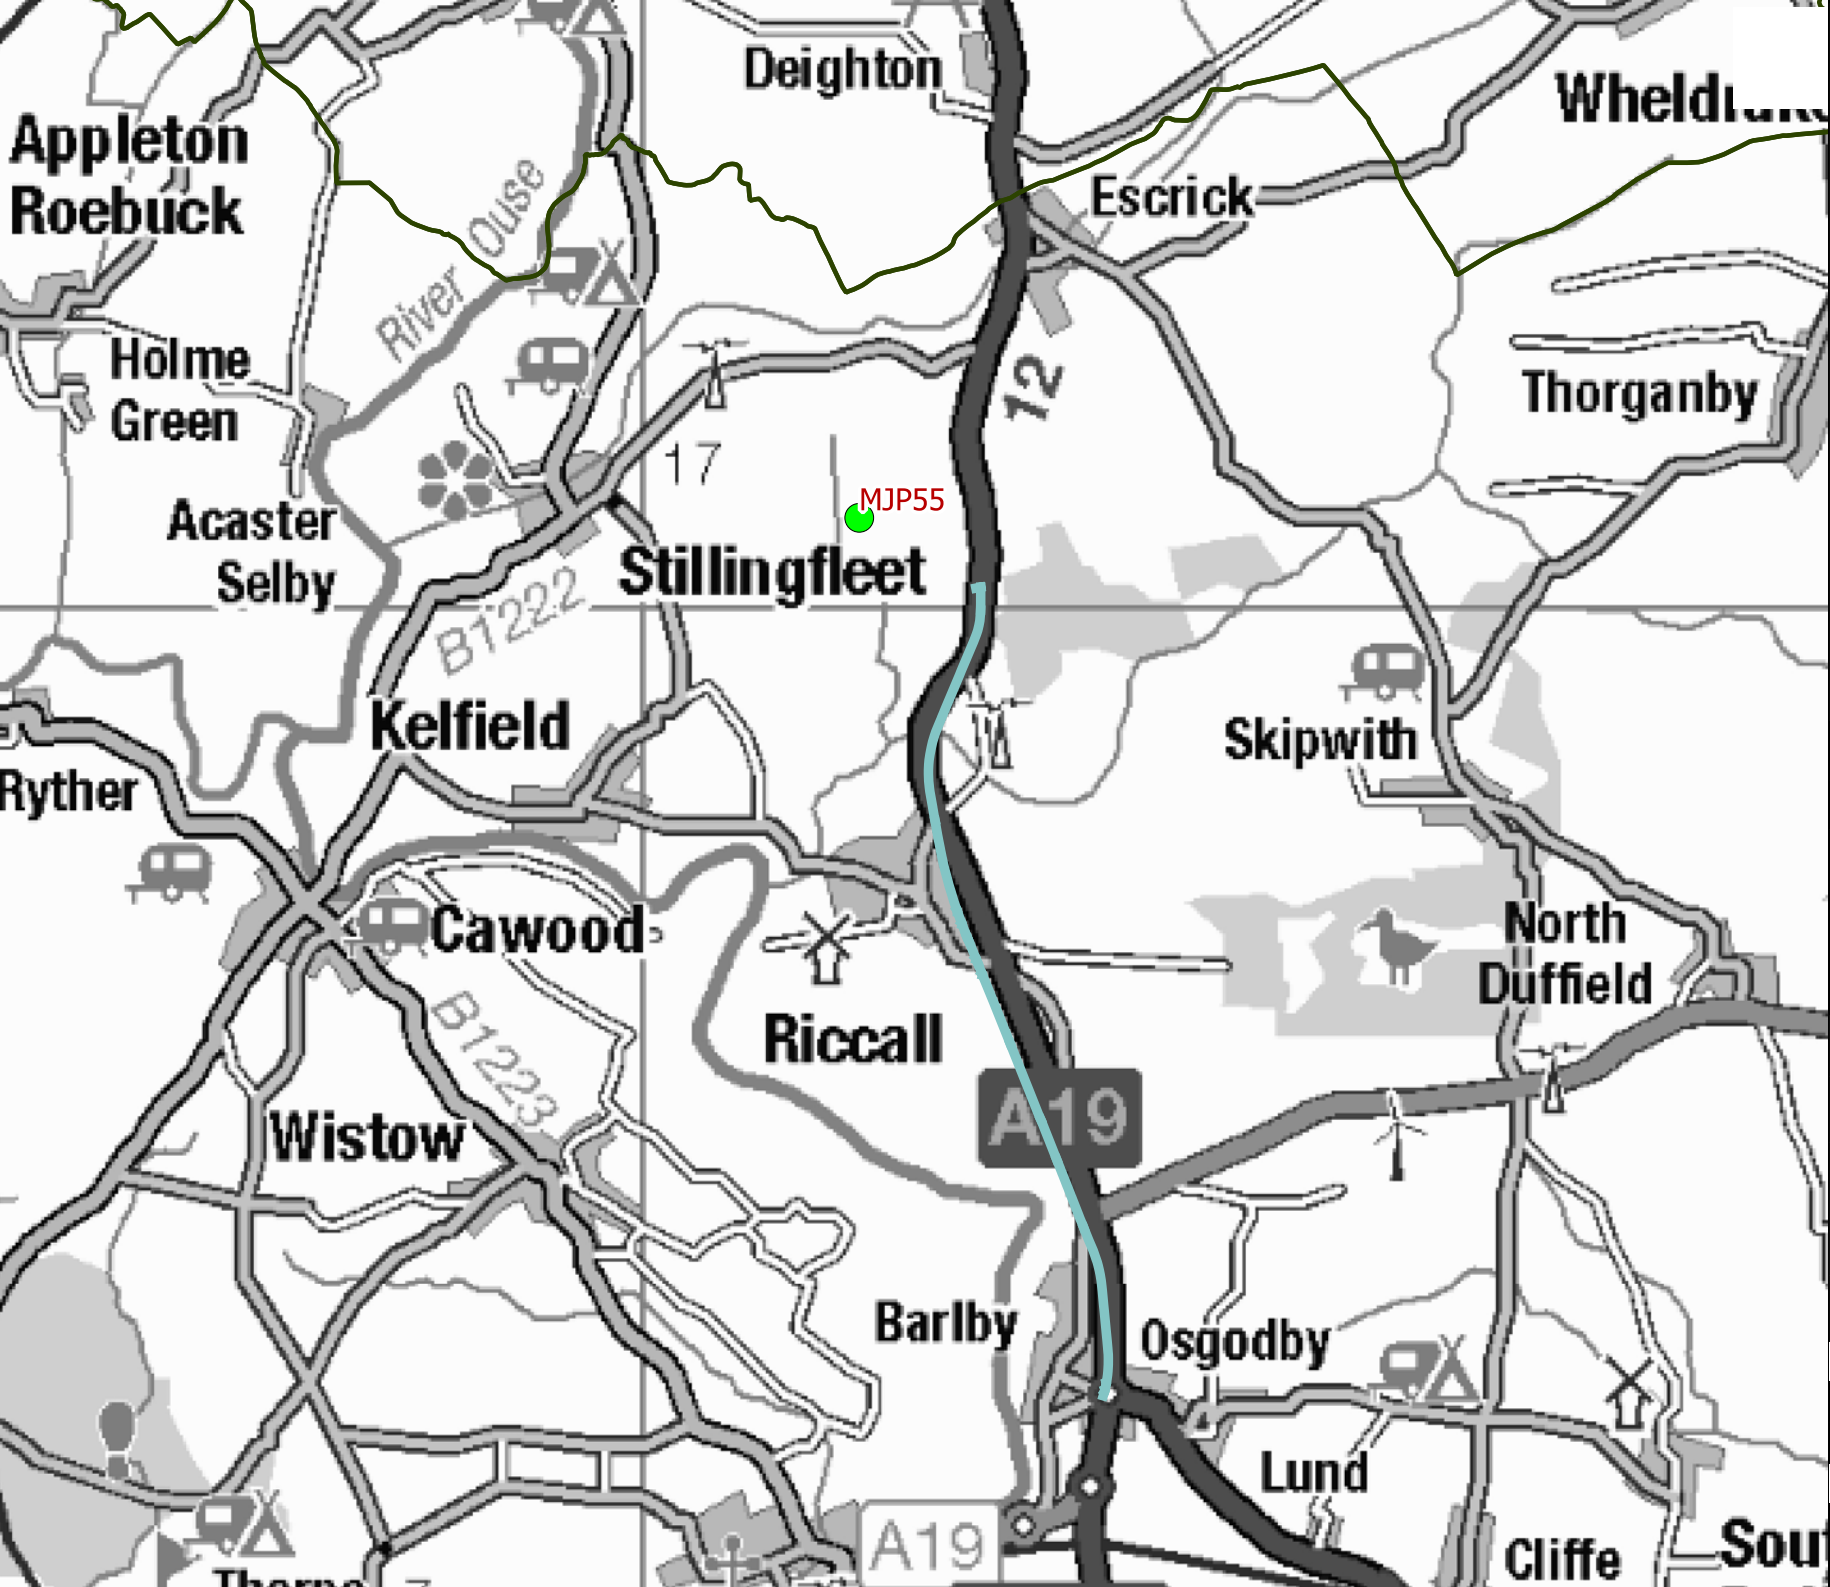 Deighton
Wheldrake
Appleton
Roebuck
River Ouse
Escrick
Holme
Green
12
Thorganby
17
MJP55
Acaster
Selby
Stillingfleet
B1222
Kelfield
Skipwith
Ryther
Cawood
North
Duffield
B1223
Riccall
A19
Wistow
Barlby
Osgodby
Lund
A19
Cliffe